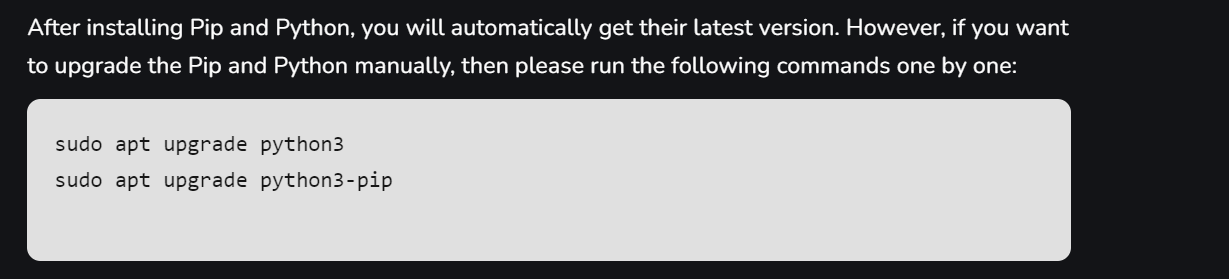 After installing Pip and Python, you will automatically get their latest version. However, if you want
to upgrade the Pip and Python manually, then please run the following commands one by one:
sudo apt upgrade python3
sudo apt upgrade python3-pip